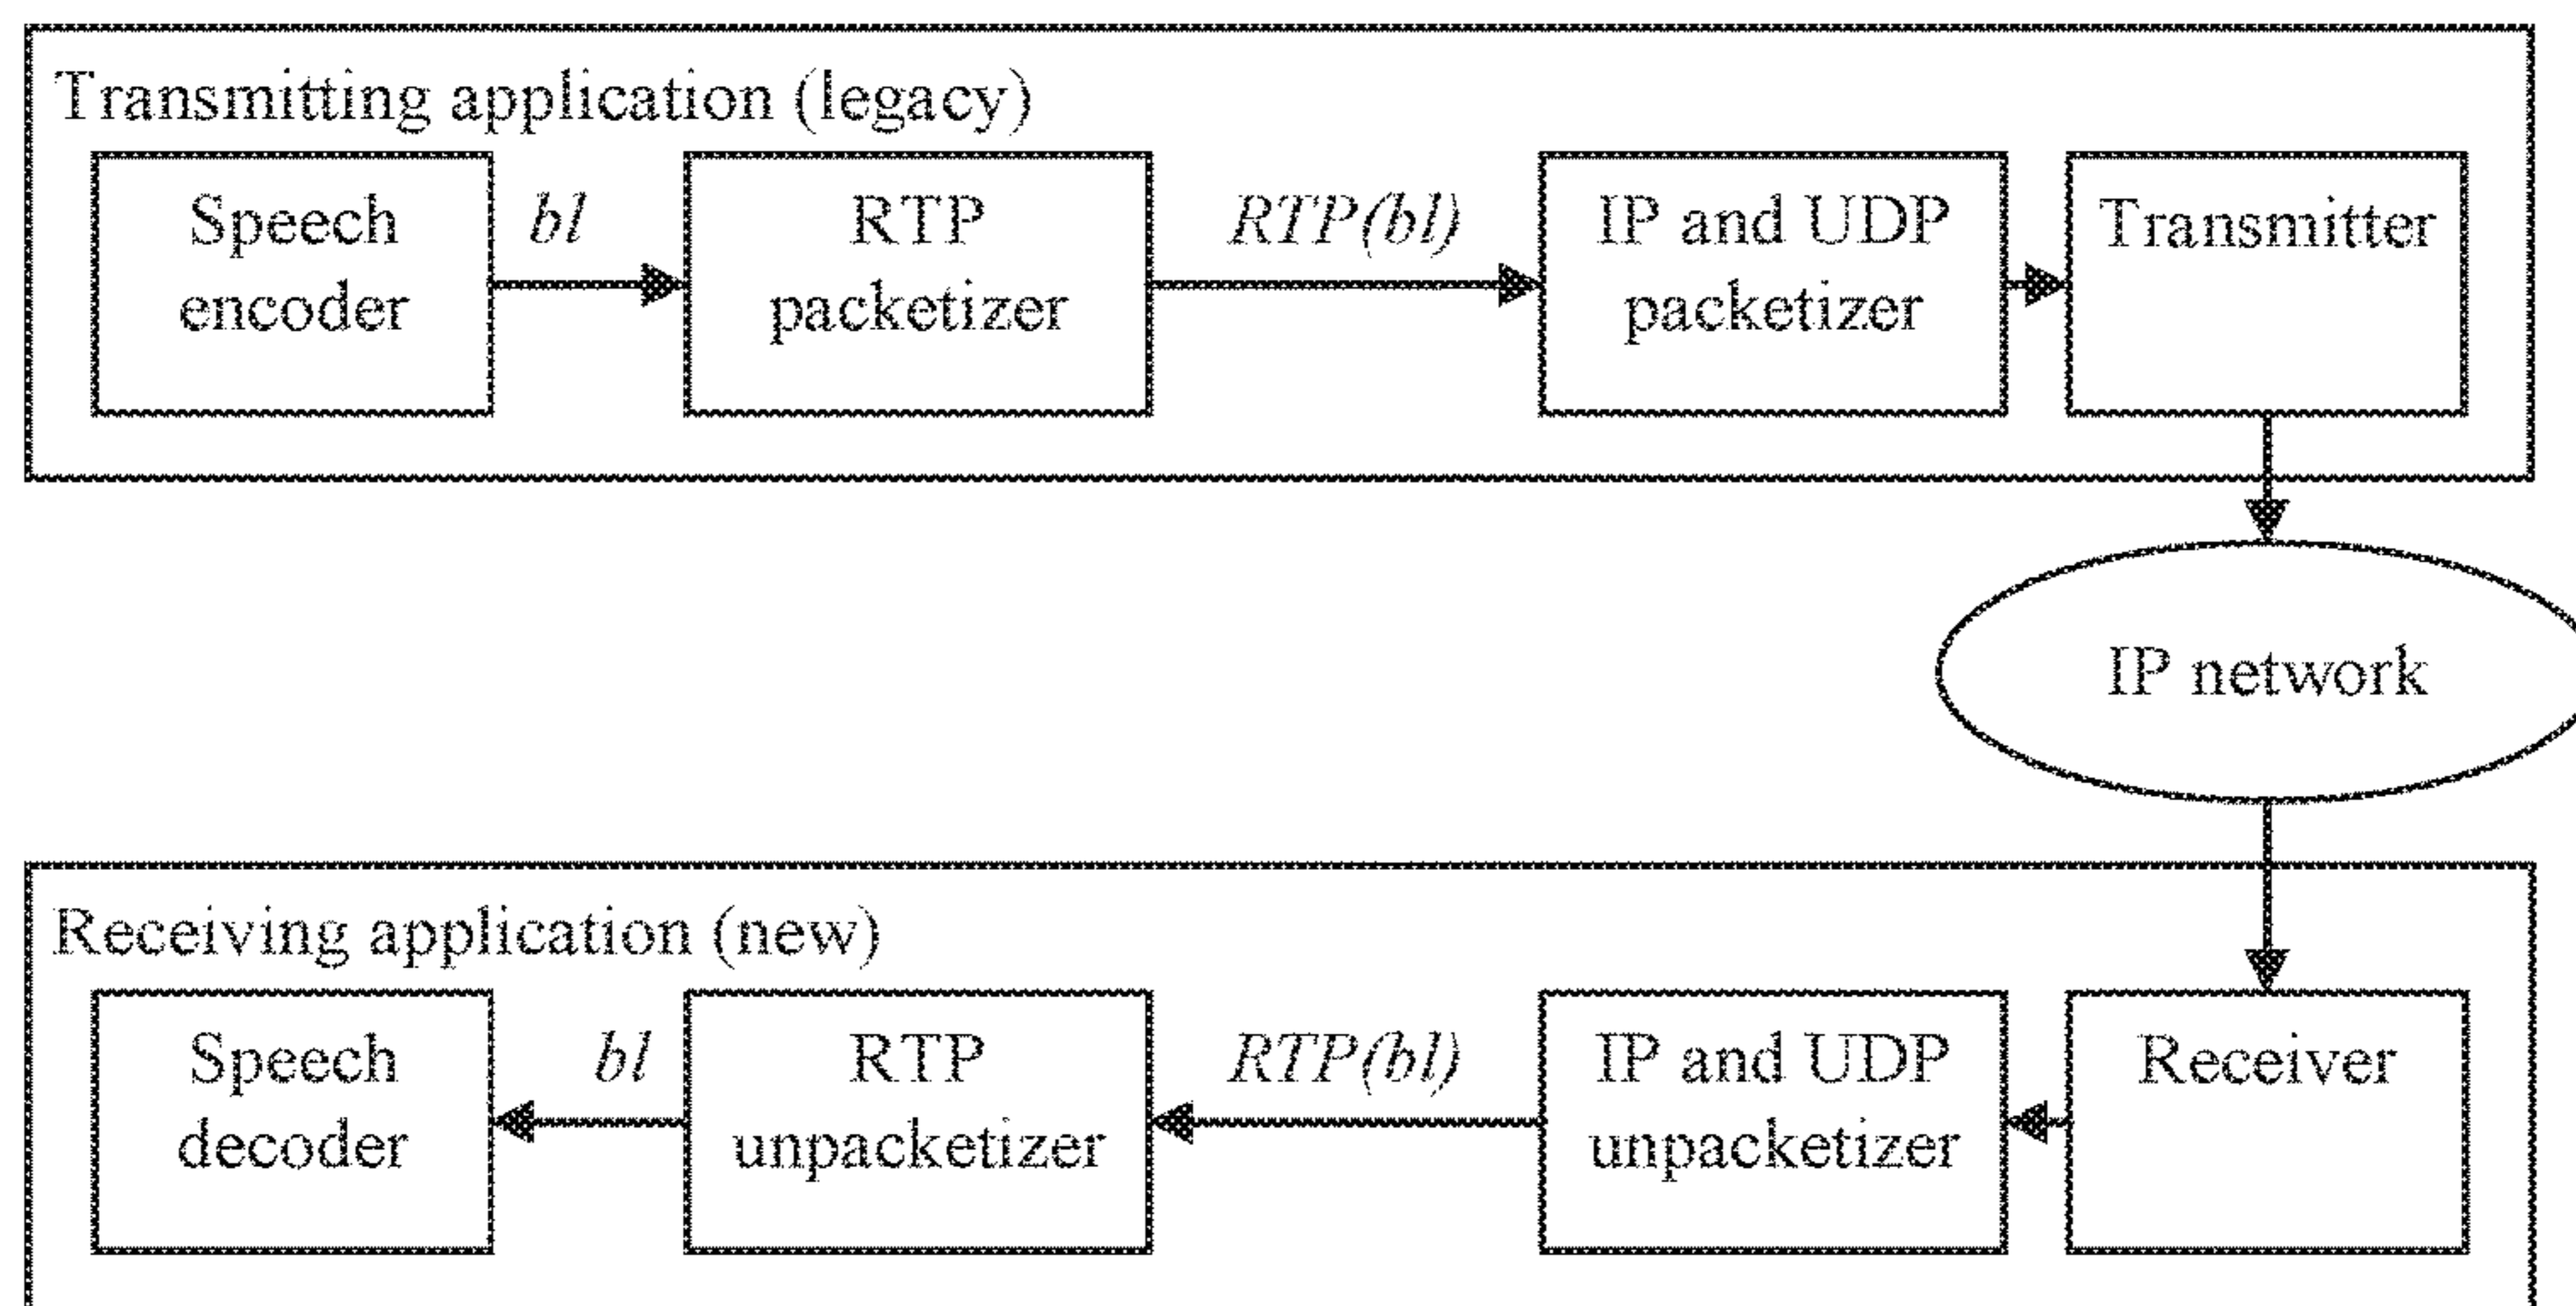 Transmitting application (legacy)
Speech
encoder
bl
RTP
packetizer
RTP(bl)
IP and UDP
packetizer
Transmitter
IP network
Receiving application (new)
Speech
decoder
bl
RTP
unpacketizer
RTP(bl)
IP and UDP
unpacketizer
Receiver